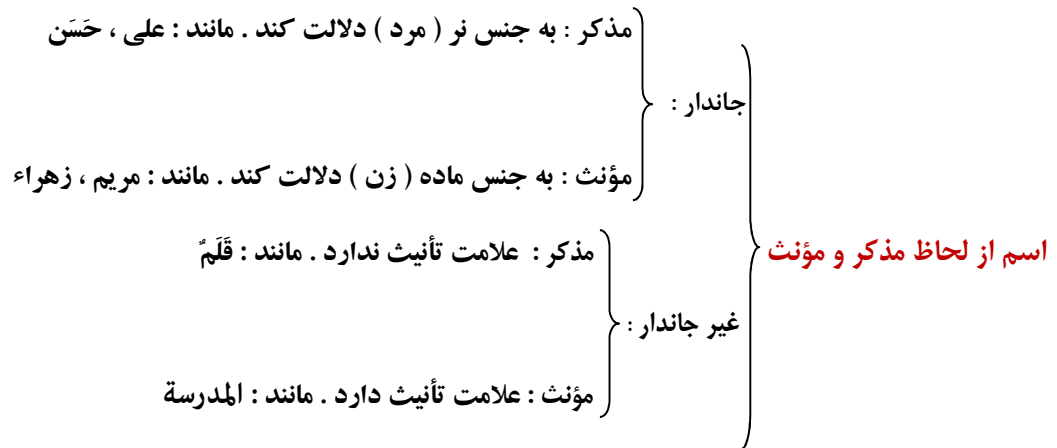 اسم از لحاظ مذکر و مؤنث
جاندار :
مذکر : به جنس نر ( مرد ) دلالت کند . مانند : علی ، حَسَن
مؤنث : به جنس ماده ( زن ) دلالت کند . مانند : مریم ، زهراء
غیر جاندار :
مذکر : علامت تأنیث ندارد . مانند : قَلَمٌ
مؤنث : علامت تأنیث دارد . مانند : المدرسة